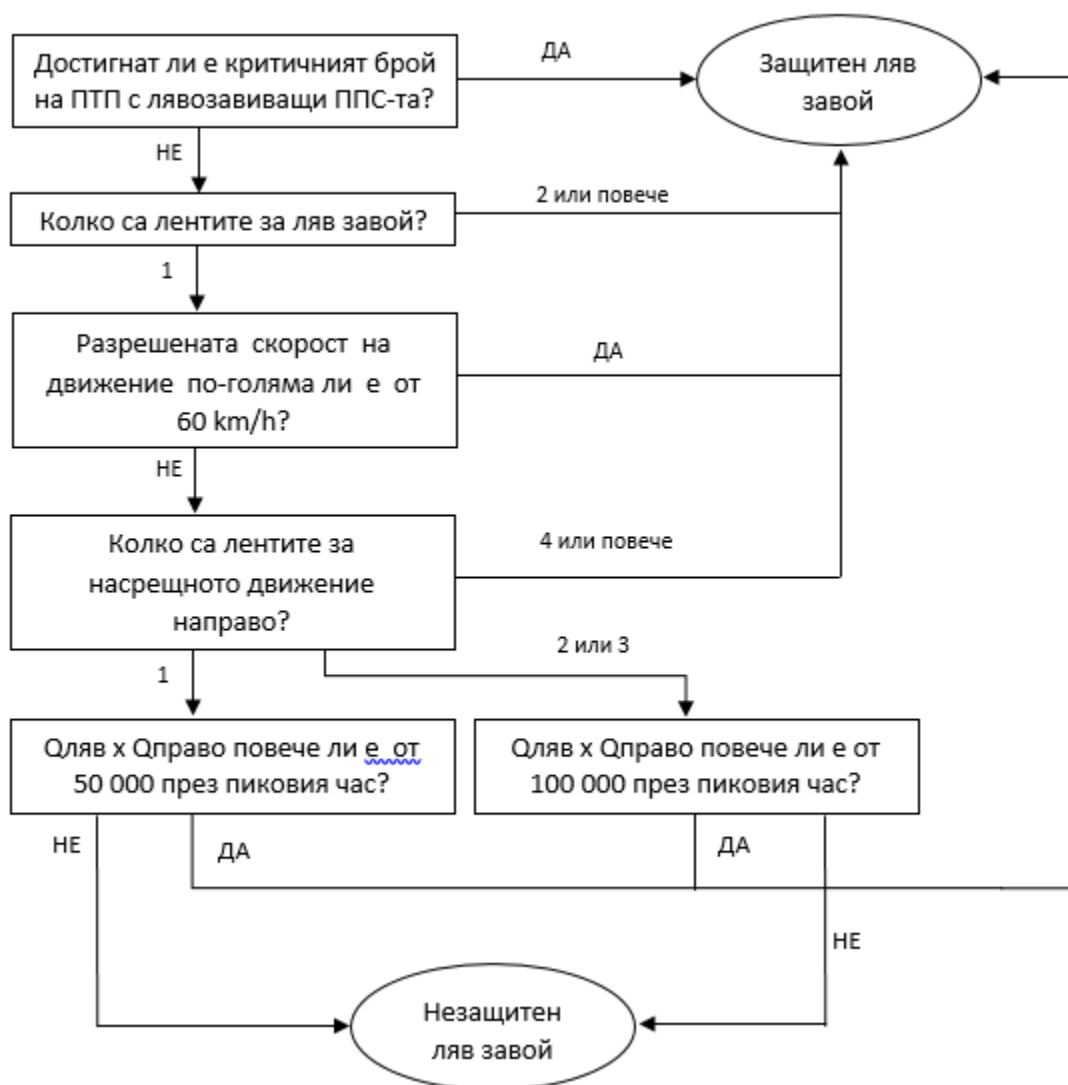 Достигнат ли е критичният брой
на ПТП с лявозавиващи ППС-та?
ДА
Защитен ляв
завой
НЕ
Колко са лентите за ляв завой?
2 или повече
1
Разрешената скорост на
движение по-голяма ли е от
60 km/h?
ДА
НЕ
Колко са лентите за
насрещното движение
направо?
4 или повече
2 или 3
1
Qляв x Qправо повече ли е от
50 000 през пиковия час?
Qляв x Qправо повече ли е от
100 000 през пиковия час?
НЕ
ДА
ДА
НЕ
Незащитен
ляв завой